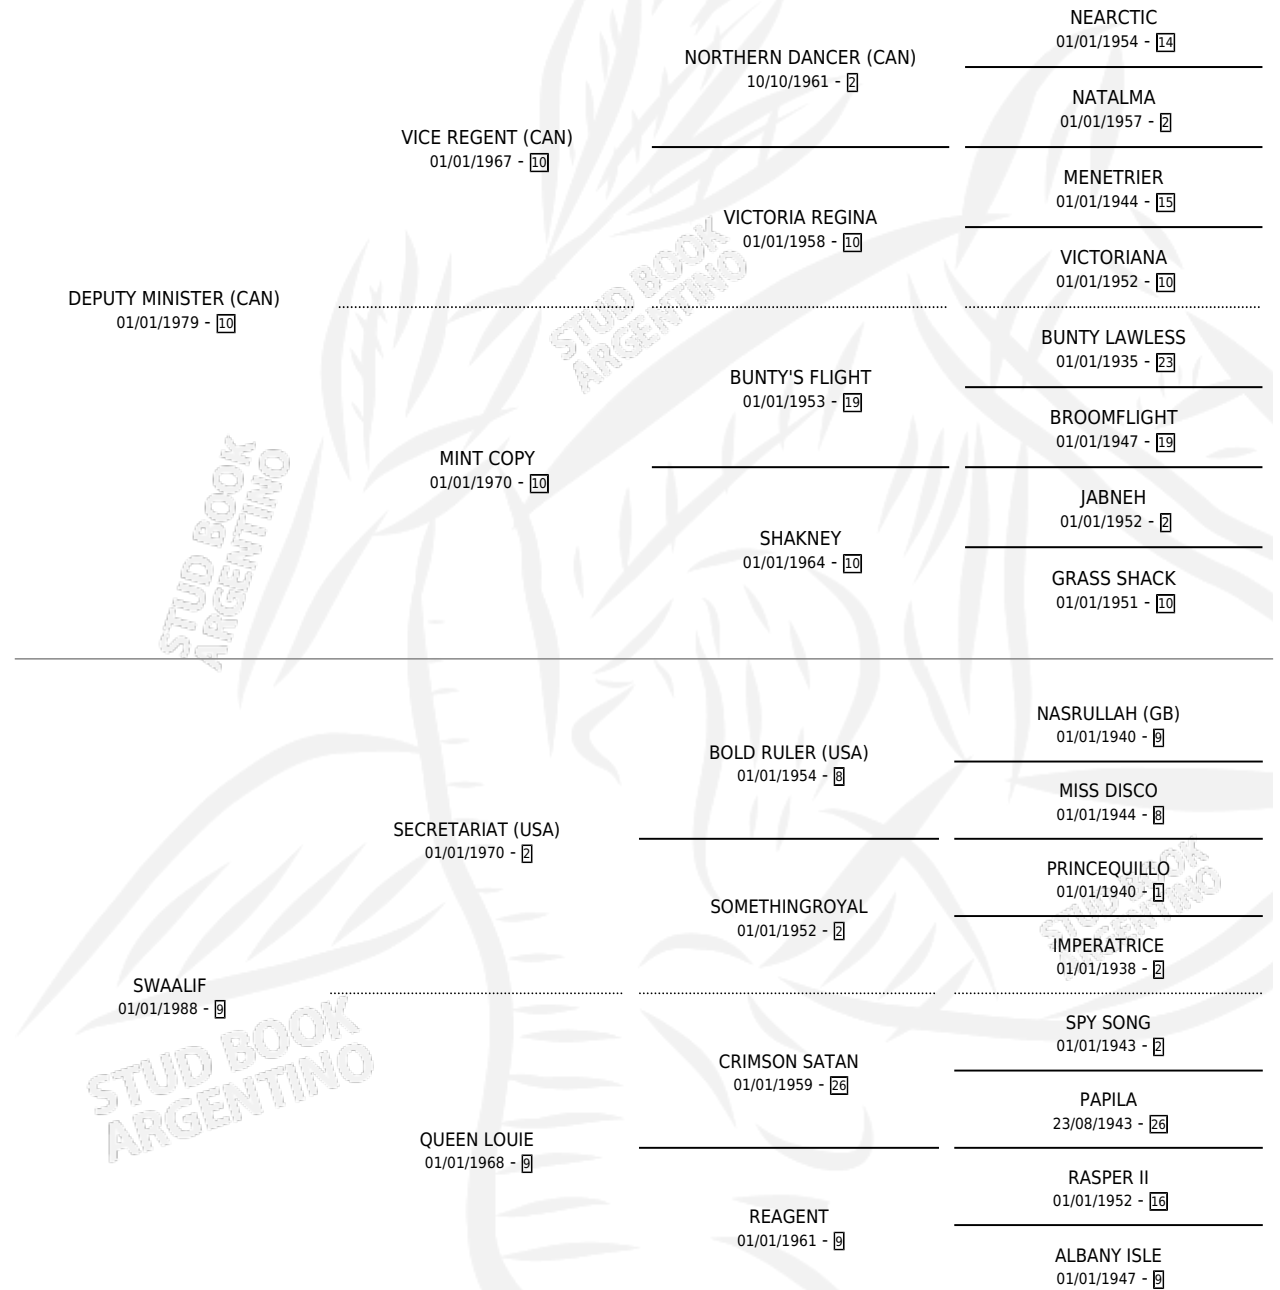 NEARCTIC
01/01/1954 - 14
NORTHERN DANCER (CAN)
10/10/1961 - 2
NATALMA
01/01/1957 - 2
VICE REGENT (CAN)
01/01/1967 - 10
MENETRIER
01/01/1944 - 15
VICTORIA REGINA
01/01/1958 - 10
VICTORIANA
01/01/1952 - 10
DEPUTY MINISTER (CAN)
01/01/1979 - 10
BUNTY LAWLESS
01/01/1935 - 23
BUNTY'S FLIGHT
01/01/1953 - 19
BROOMFLIGHT
01/01/1947 - 19
MINT COPY
01/01/1970 - 10
JABNEH
01/01/1952 - 2
SHAKNEY
01/01/1964 - 10
GRASS SHACK
01/01/1951 - 10
STUD BOOK
ARGENTINO
STUD BOOK
ARGENTINO
NASRULLAH (GB)
01/01/1940 - 9
BOLD RULER (USA)
01/01/1954 - 8
MISS DISCO
01/01/1944 - 8
SECRETARIAT (USA)
01/01/1970 - 2
PRINCEQUILLO
01/01/1940 - 1
SOMETHINGROYAL
01/01/1952 - 2
IMPERATRICE
01/01/1938 - 2
STUD BOOK
ARGENTINO
SWAALIF
01/01/1988 - 9
SPY SONG
01/01/1943 - 2
CRIMSON SATAN
01/01/1959 - 26
PAPILA
23/08/1943 - 26
QUEEN LOUIE
01/01/1968 - 9
RASPER II
01/01/1952 - 16
REAGENT
01/01/1961 - 9
ALBANY ISLE
01/01/1947 - 9
STUD BOOK
ARGENTINO